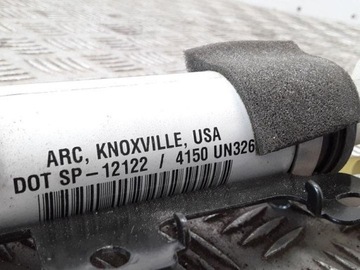 ARC, KNOXVILLE, USA
DOT SP-12122 / 4150 UN326